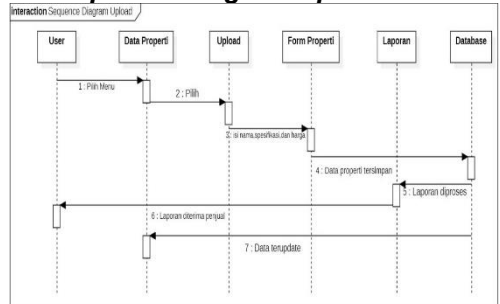 interaction Sequence Diagram Upload
User
Data Properti
Upload
Form Properti
Laporan
Database
1 : Pilih Menu
2 : Pilih
3 : isi nama,spesifikasi,dan harga
4 : Data properti tersimpan
5 : Laporan diproses
6 : Laporan diterima penjual
7 : Data terupdate